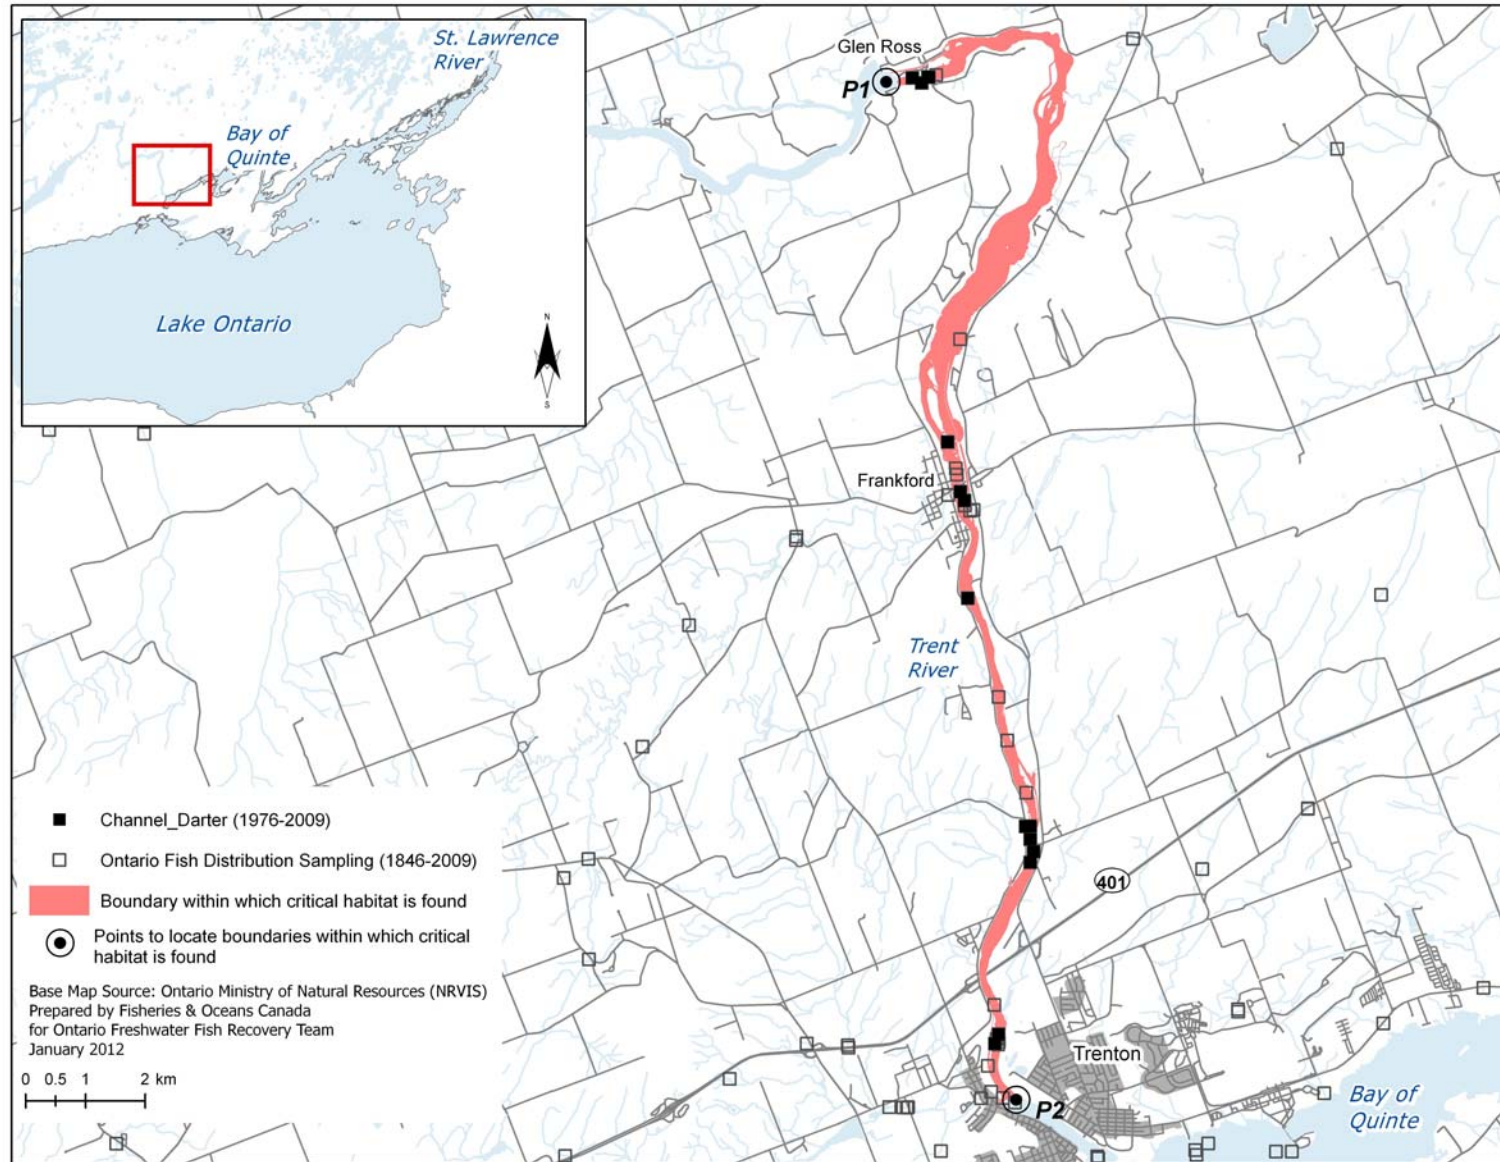 St. Lawrence
River
Bay of
Quinte
Lake Ontario
N
S
Glen Ross
P1
Frankford
Trent
River
401
Trenton
P2
Bay of
Quinte
Channel_Darter (1976-2009)
Ontario Fish Distribution Sampling (1846-2009)
Boundary within which critical habitat is found
Points to locate boundaries within which critical
habitat is found
Base Map Source: Ontario Ministry of Natural Resources (NRVIS)
Prepared by Fisheries & Oceans Canada
for Ontario Freshwater Fish Recovery Team
January 2012
0 0.5 1 2 km